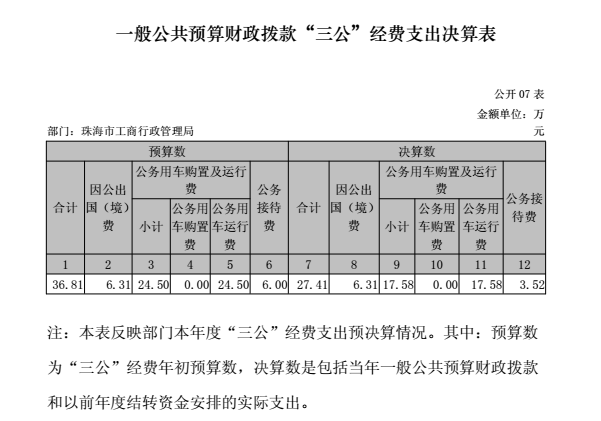 一般公共预算财政拨款“三公”经费支出决算表
公开 07 表
金额单位：万
部门：珠海市工商行政管理局 元
预算数 决算数
合计 因公出国（境）费 公务用车购置及运行费 公务接待费 合计 因公出国（境）费 公务用车购置及运行费 公务接待费
小计 公务用车购置费 公务用车运行费 小计 公务用车购置费 公务用车运行费
1 2 3 4 5 6 7 8 9 10 11 12
36.81 6.31 24.50 0.00 24.50 6.00 27.41 6.31 17.58 0.00 17.58 3.52
注：本表反映部门本年度“三公”经费支出预决算情况。其中：预算数
为“三公”经费年初预算数，决算数是包括当年一般公共预算财政拨款
和以前年度结转资金安排的实际支出。